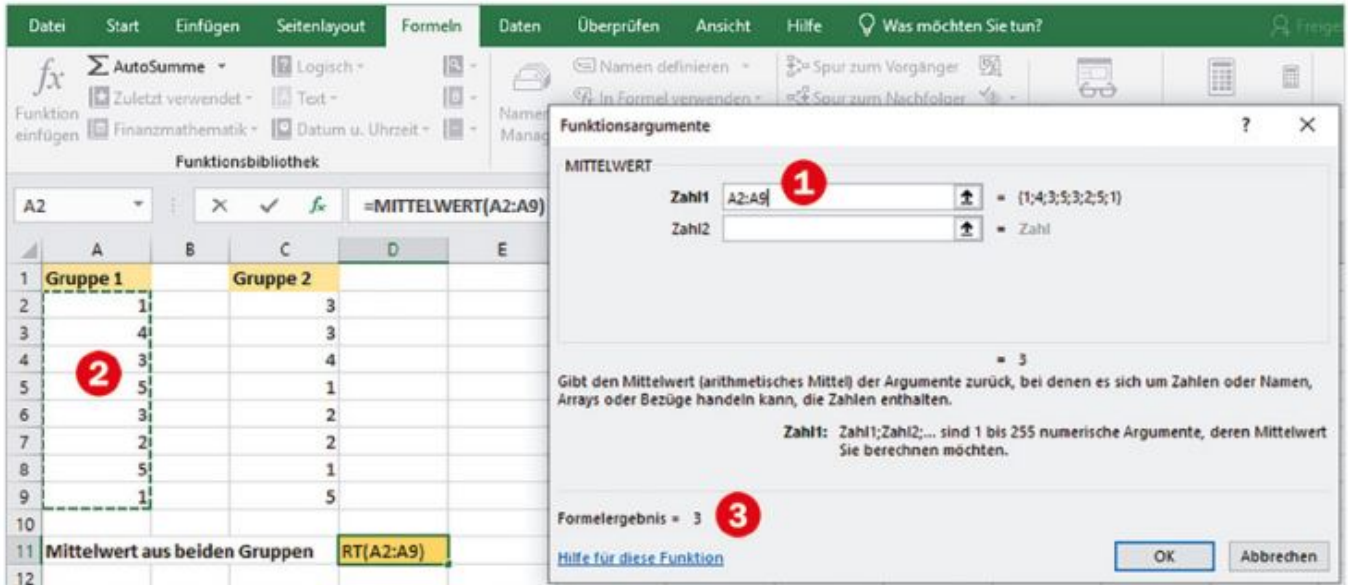 Datei Start Einfügen Seitenlayout Formeln Daten Überprüfen Ansicht Hilfe Was möchten Sie tun?
fx
Funktion einfügen
Σ AutoSumme
Zuletzt verwendet
Finanzmathematik
Logisch
Text
Datum u. Uhrzeit
Funktionsbibliothek
Namen definieren
In Formel verwenden
Spur zum Vorgänger
Spur zum Nachfolger
A2 fx =MITTELWERT(A2:A9)
A B C D E
1 Gruppe 1 Gruppe 2
2 1 3
3 4 3
4 3 4
5 5 1
6 3 2
7 2 2
8 5 1
9 1 5
10
11 Mittelwert aus beiden Gruppen RT(A2:A9)
12
2
Funktionsargumente ? ×
MITTELWERT
1
Zahl1 A2:A9 = {1;4;3;5;3;2;5;1}
Zahl2 = Zahl
= 3
Gibt den Mittelwert (arithmetisches Mittel) der Argumente zurück, bei denen es sich um Zahlen oder Namen,
Arrays oder Bezüge handeln kann, die Zahlen enthalten.
Zahl1: Zahl1;Zahl2;... sind 1 bis 255 numerische Argumente, deren Mittelwert
Sie berechnen möchten.
Formelergebnis = 3
3
Hilfe für diese Funktion
OK Abbrechen